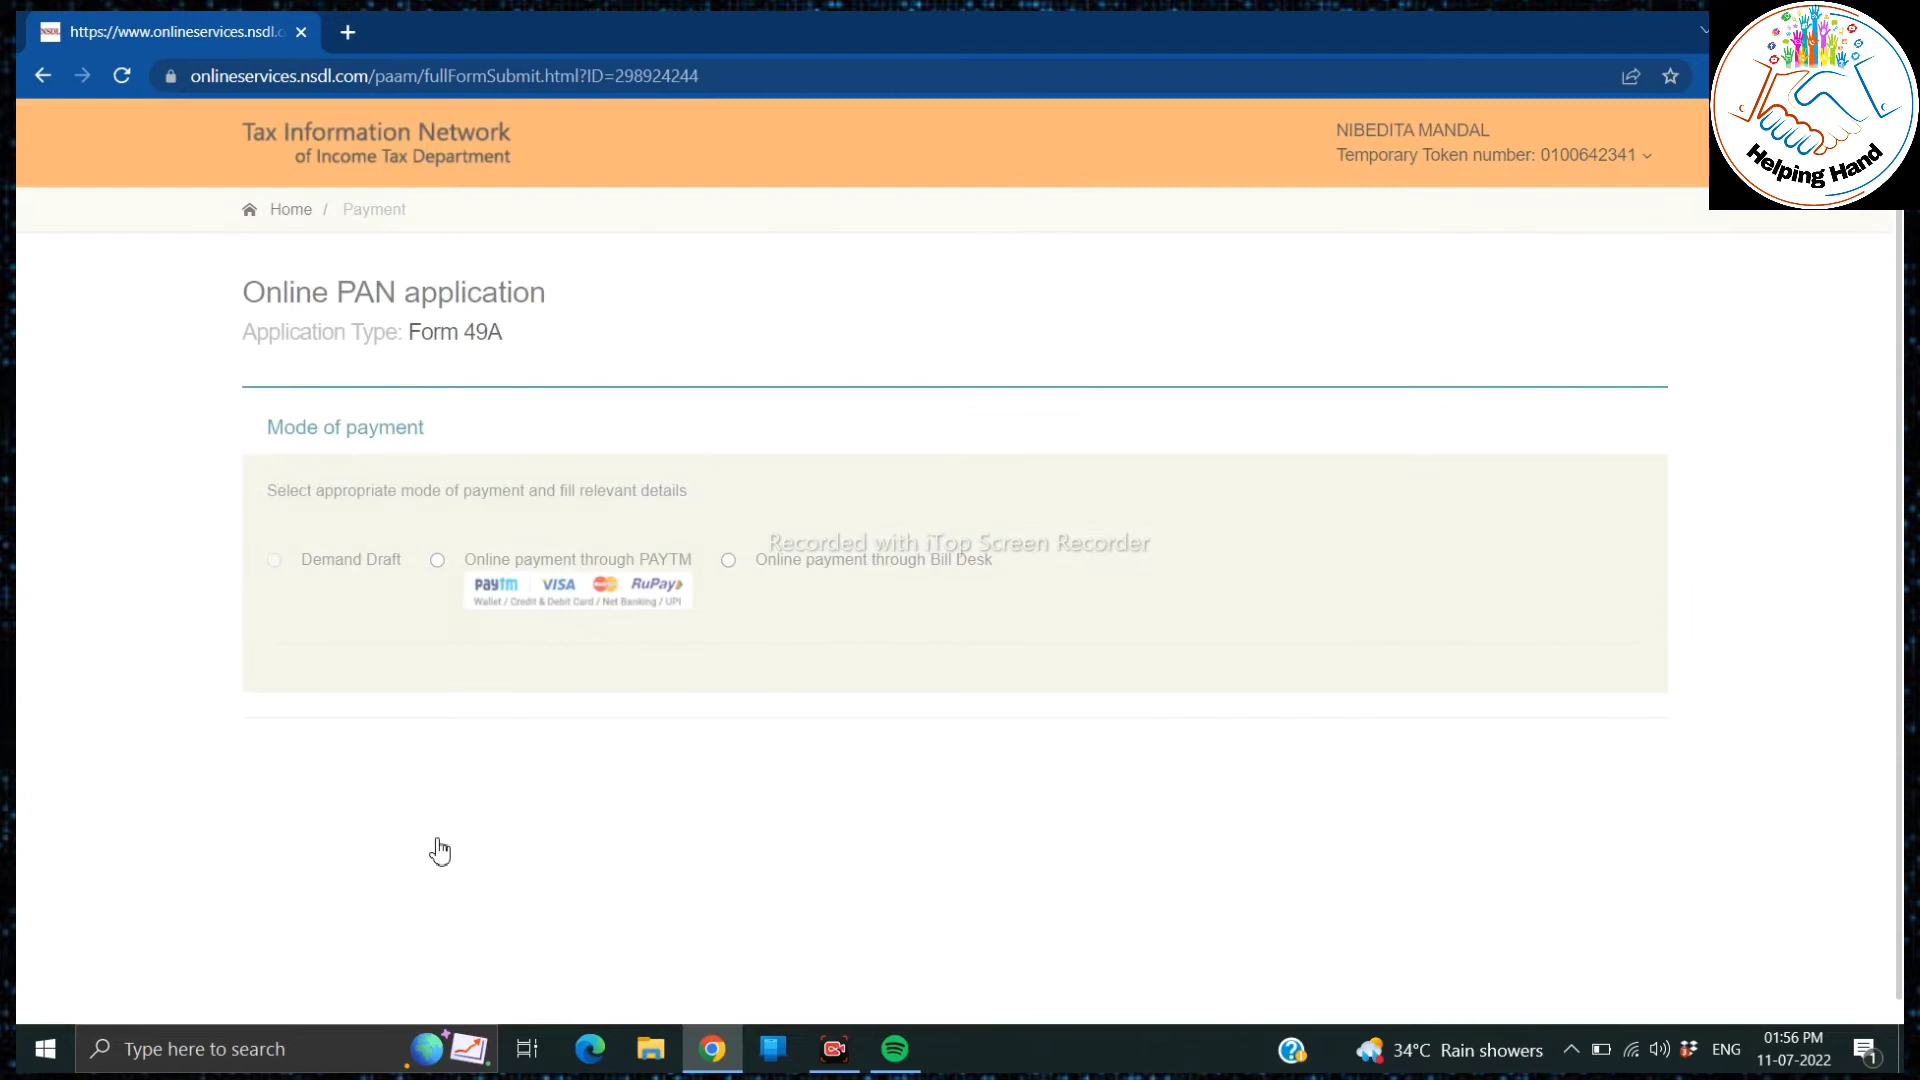 https://www.onlineservices.nsdl.c
onlineservices.nsdl.com/paam/fullFormSubmit.html?ID=298924244
Helping Hand
Tax Information Network
of Income Tax Department
NIBEDITA MANDAL
Temporary Token number: 0100642341
Home / Payment
Online PAN application
Application Type: Form 49A
Mode of payment
Select appropriate mode of payment and fill relevant details
Recorded with iTop Screen Recorder
Demand Draft Online payment through PAYTM Online payment through Bill Desk
paytm VISA RuPay
Wallet / Credit & Debit Card / Net Banking / UPI
Type here to search
34°C Rain showers ENG
01:56 PM
11-07-2022
1